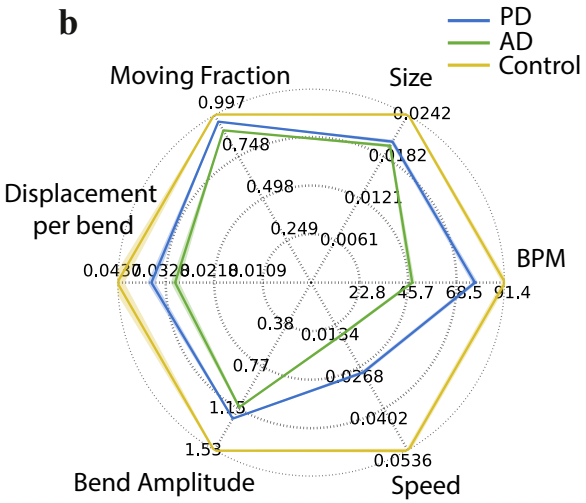 b
PD
AD
Control
Moving Fraction
Size
0.997
0.0242
0.748
0.0182
0.498
0.0121
Displacement
per bend
0.249
0.0061
BPM
0.0437 0.0328 0.0218 0.0109
22.8 45.7 68.5 91.4
0.38
0.0134
0.77
0.0268
1.15
0.0402
1.53
0.0536
Bend Amplitude
Speed